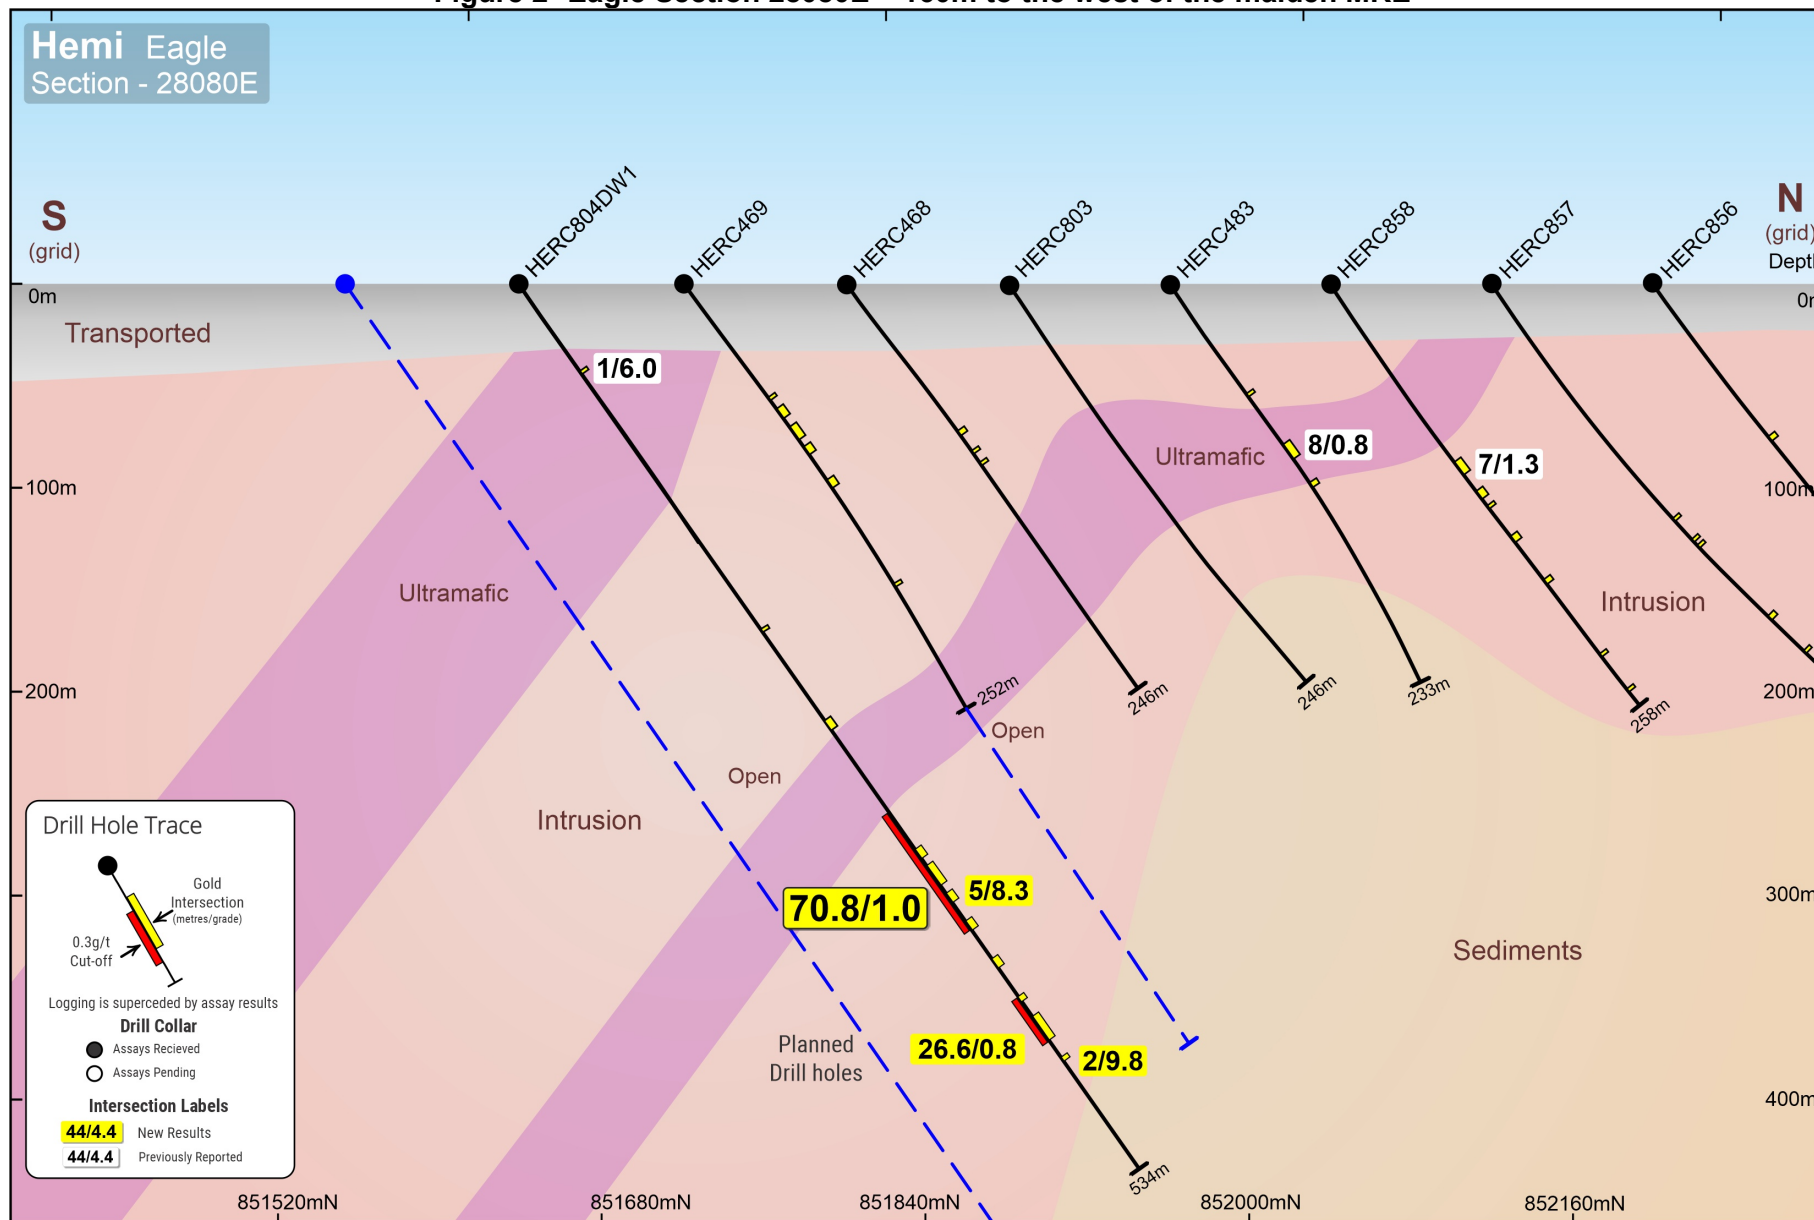 Hemi Eagle
Section - 28080E
S
(grid)
N
(grid)
HERC804DW1
HERC469
HERC468
HERC803
HERC483
HERC858
HERC857
HERC856
0m
Transported
1/6.0
100m
100m
Ultramafic
Ultramafic
8/0.8
7/1.3
Intrusion
200m
200m
252m
246m
246m
233m
258m
Open
Open
Intrusion
70.8/1.0
5/8.3
300m
Sediments
Planned
Drill holes
26.6/0.8
2/9.8
400m
534m
Drill Hole Trace
Gold
Intersection
(metres/grade)
0.3g/t
Cut-off
Logging is superceded by assay results
Drill Collar
Assays Recieved
Assays Pending
Intersection Labels
44/4.4 New Results
44/4.4 Previously Reported
851520mN
851680mN
851840mN
852000mN
852160mN